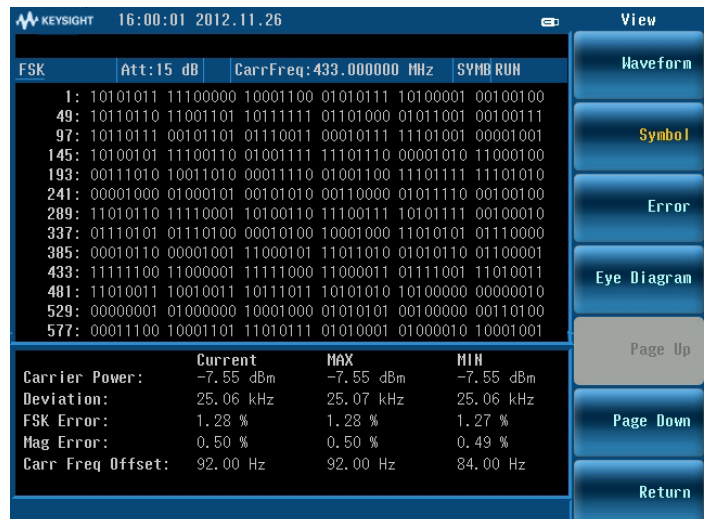 KEYSIGHT 16:00:01 2012.11.26 View
FSK Att:15 dB CarrFreq:433.000000 MHz SYMB RUN
Waveform
1: 10101011 11100000 10001100 01010111 10100001 00100100
49: 10110110 11001101 10111111 01101000 01011001 00100111
97: 10110111 00101101 01110011 00010111 11101001 00001001
Symbol
145: 10100101 11100110 01001111 11101110 00001010 11000100
193: 00111010 10011010 00011110 01001100 11101111 11101010
241: 00001000 01000101 00101010 00110000 01011110 00100100
Error
289: 11010110 11110001 10100110 11100111 10101111 00100010
337: 01110101 01110100 00010100 10001000 11010101 01110000
385: 00010110 00001001 11000101 11011010 01010110 01100001
Eye Diagram
433: 11111100 11000001 11111000 11000011 01111001 11010011
481: 11010011 10010011 10111011 10101010 10100000 00000010
529: 00000001 01000000 10001000 01010101 00100000 00110100
577: 00011100 10001101 11010111 01010001 01000010 10001001
Page Up
Current MAX MIN
Carrier Power: -7.55 dBm -7.55 dBm -7.55 dBm
Deviation: 25.06 kHz 25.07 kHz 25.06 kHz
FSK Error: 1.28 % 1.28 % 1.27 %
Page Down
Mag Error: 0.50 % 0.50 % 0.49 %
Carr Freq Offset: 92.00 Hz 92.00 Hz 84.00 Hz
Return